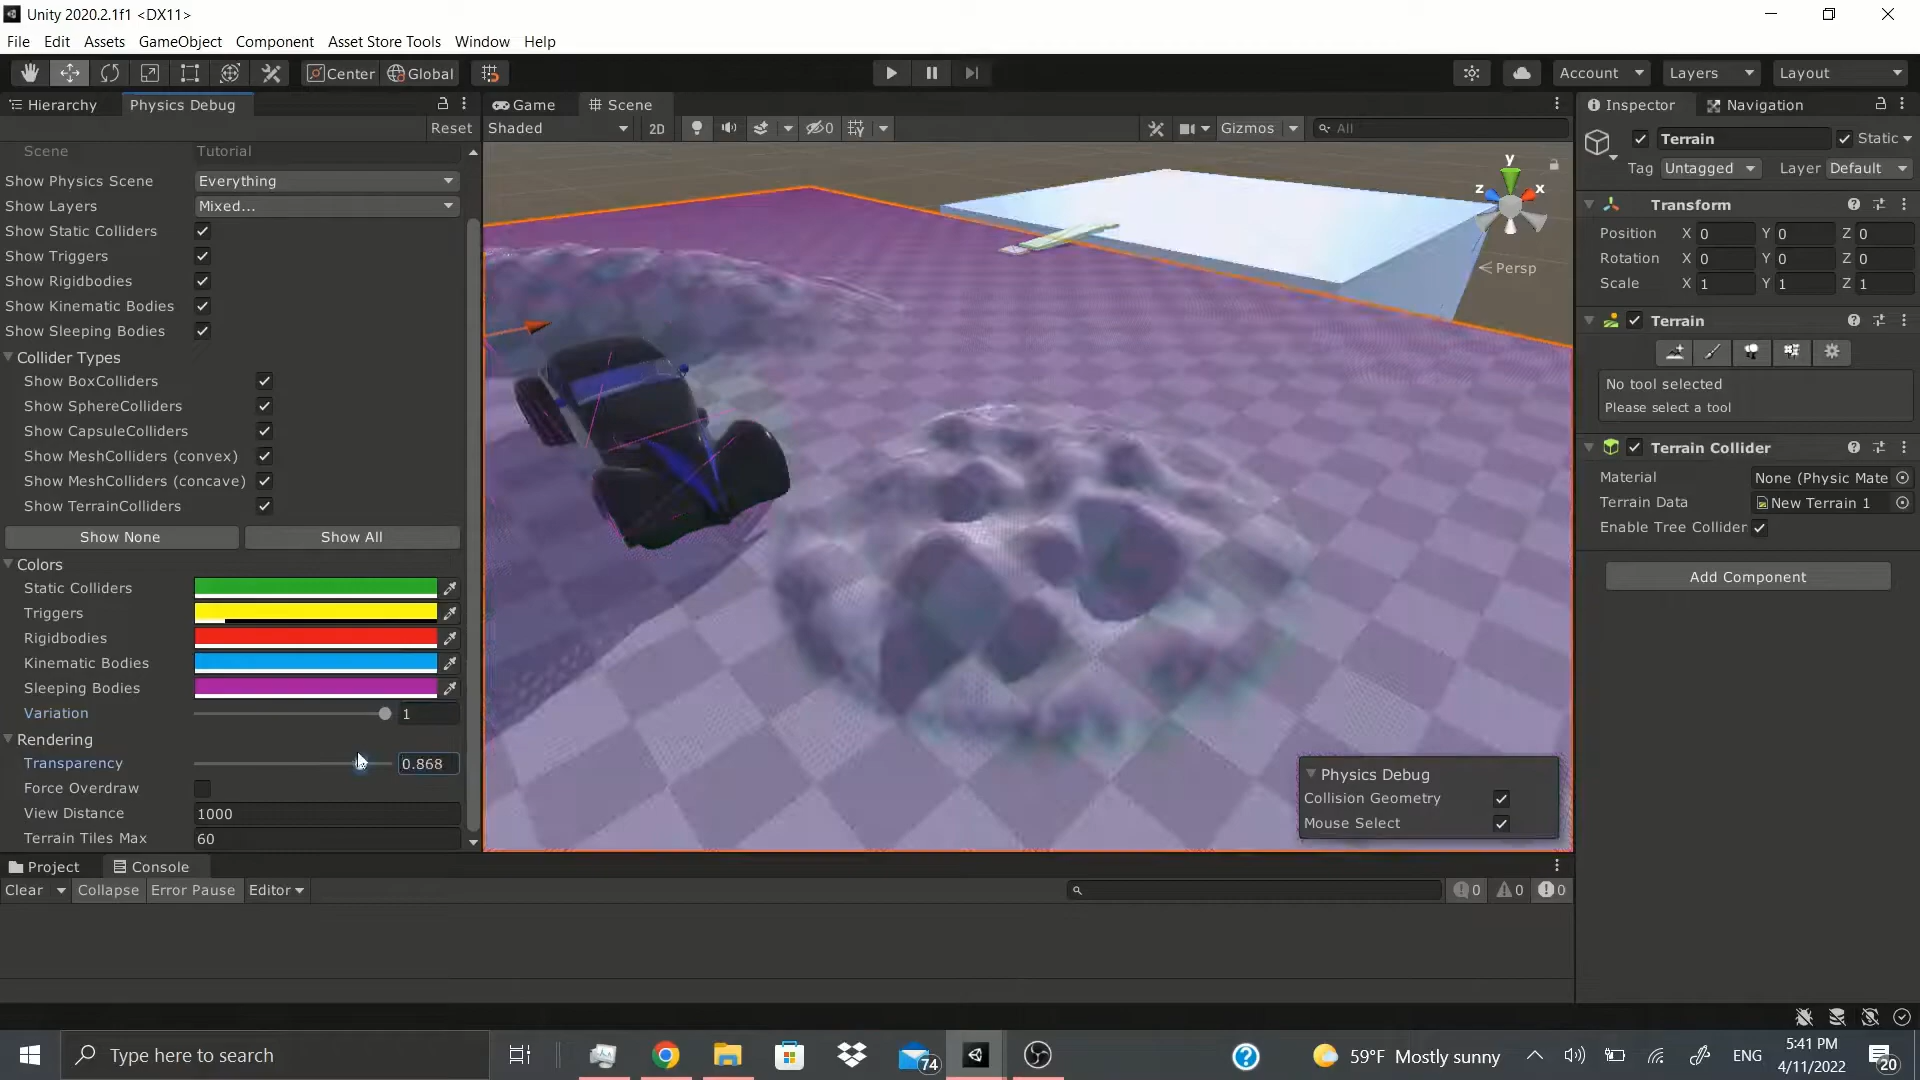 Unity 2020.2.1f1 <DX11>
File Edit Assets GameObject Component Asset Store Tools Window Help
Center Global Account Layers Layout
Hierarchy Physics Debug
Reset
Scene Tutorial
Show Physics Scene Everything
Show Layers Mixed...
Show Static Colliders
Show Triggers
Show Rigidbodies
Show Kinematic Bodies
Show Sleeping Bodies
Collider Types
Show BoxColliders
Show SphereColliders
Show CapsuleColliders
Show MeshColliders (convex)
Show MeshColliders (concave)
Show TerrainColliders
Show None Show All
Colors
Static Colliders
Triggers
Rigidbodies
Kinematic Bodies
Sleeping Bodies
Variation 1
Rendering
Transparency 0.868
Force Overdraw
View Distance 1000
Terrain Tiles Max 60
Game Scene
Shaded 2D 0 Gizmos All
y
z x
Persp
Physics Debug
Collision Geometry
Mouse Select
Inspector Navigation
Terrain Static
Tag Untagged Layer Default
Transform
Position X 0 Y 0 Z 0
Rotation X 0 Y 0 Z 0
Scale X 1 Y 1 Z 1
Terrain
No tool selected
Please select a tool
Terrain Collider
Material None (Physic Mate
Terrain Data New Terrain 1
Enable Tree Collider
Add Component
Project Console
Clear Collapse Error Pause Editor 0 0 0
Type here to search
74
59°F Mostly sunny
ENG
5:41 PM
4/11/2022
20